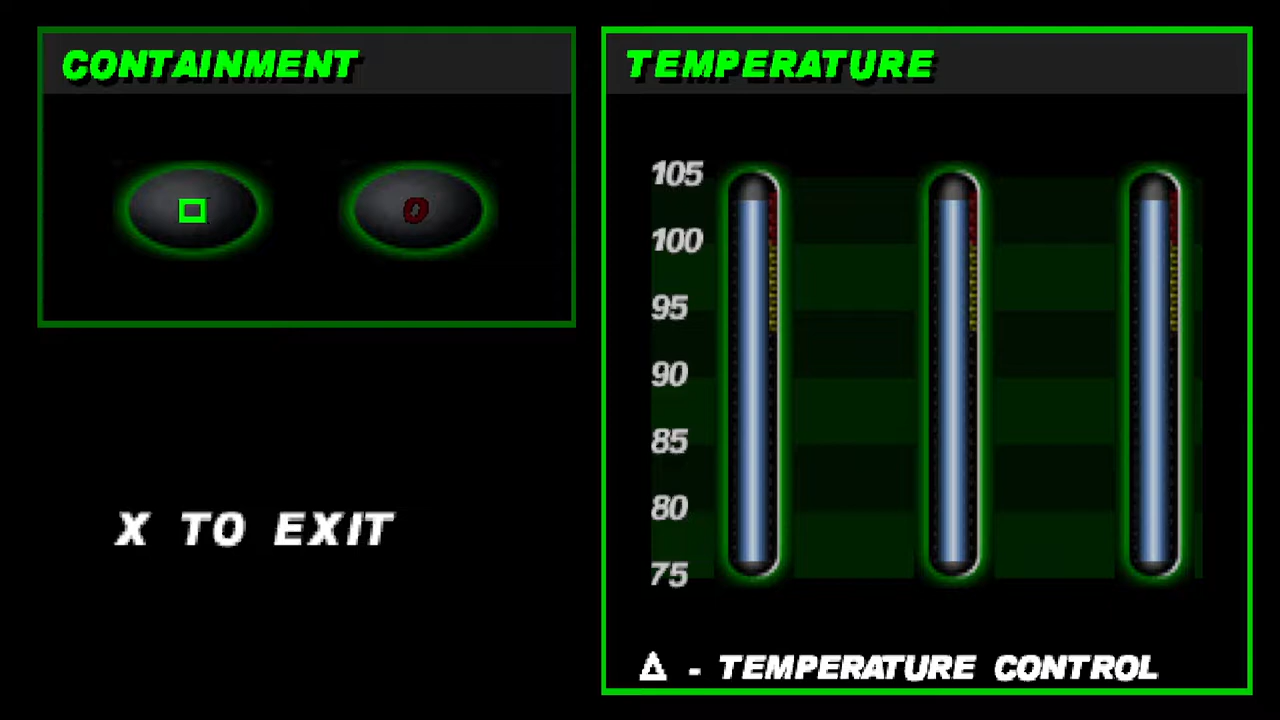 CONTAINMENT
X TO EXIT
TEMPERATURE
105
100
95
90
85
80
75
Δ - TEMPERATURE CONTROL